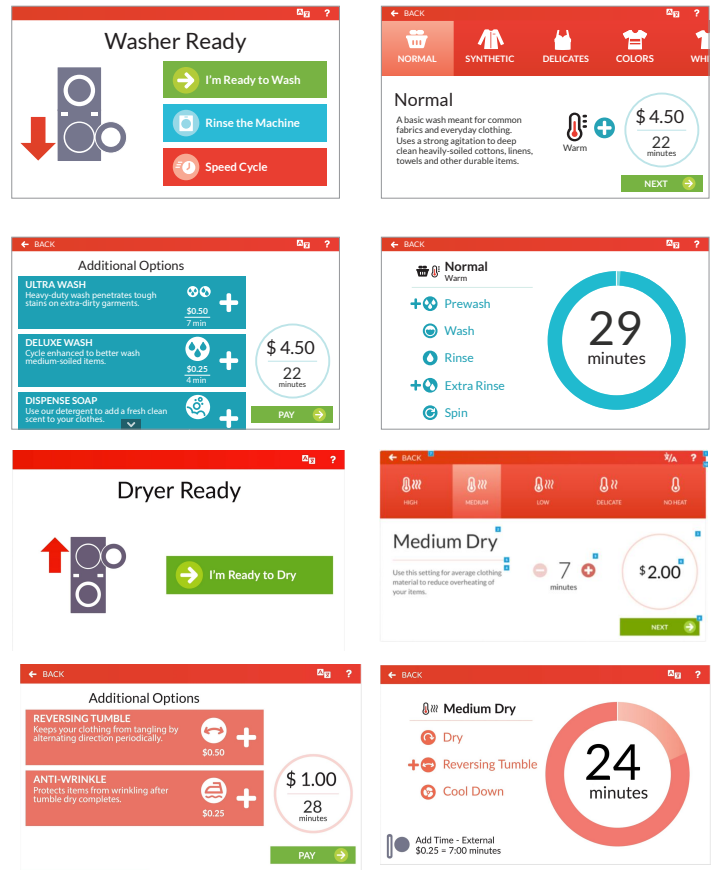 ?
Washer Ready
I'm Ready to Wash
Rinse the Machine
Speed Cycle
BACK
?
NORMAL
SYNTHETIC
DELICATES
COLORS
WHI
Normal
A basic wash meant for common
fabrics and everyday clothing.
Uses a strong agitation to deep
clean heavily-soiled cottons, linens,
towels and other durable items.
Warm
$ 4.50
22
minutes
NEXT
BACK
?
Additional Options
ULTRA WASH
Heavy-duty wash penetrates tough
stains on extra-dirty garments.
$0.50
7 min
DELUXE WASH
Cycle enhanced to better wash
medium-soiled items.
$0.25
4 min
DISPENSE SOAP
Use our detergent to add a fresh clean
scent to your clothes.
$ 4.50
22
minutes
PAY
BACK
?
Normal
Warm
Prewash
Wash
Rinse
Extra Rinse
Spin
29
minutes
?
Dryer Ready
I'm Ready to Dry
BACK
?
HIGH
MEDIUM
LOW
DELICATE
NO HEAT
Medium Dry
Use this setting for average clothing
material to reduce overheating of
your items.
7
minutes
$2.00
NEXT
BACK
?
Additional Options
REVERSING TUMBLE
Keeps your clothing from tangling by
alternating direction periodically.
$0.50
ANTI-WRINKLE
Protects items from wrinkling after
tumble dry completes.
$0.25
$ 1.00
28
minutes
PAY
BACK
?
Medium Dry
Dry
Reversing Tumble
Cool Down
24
minutes
Add Time - External
$0.25 = 7:00 minutes